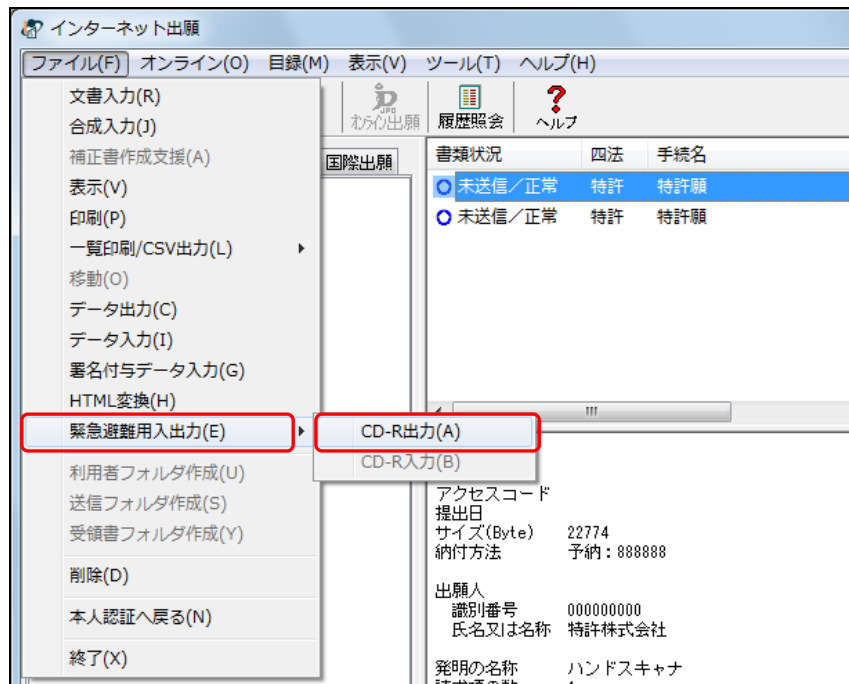 インターネット出願
ファイル(F) オンライン(O) 目録(M) 表示(V) ツール(T) ヘルプ(H)
文書入力(R)
合成入力(J)
補正書作成支援(A)
表示(V)
印刷(P)
一覧印刷/CSV出力(L)
移動(O)
データ出力(C)
データ入力(I)
署名付与データ入力(G)
HTML変換(H)
緊急避難用入出力(E)
利用者フォルダ作成(U)
送信フォルダ作成(S)
受領書フォルダ作成(Y)
削除(D)
本人認証へ戻る(N)
終了(X)
CD-R出力(A)
CD-R入力(B)
JPO
オンライン出願 履歴照会 ヘルプ
国際出願
書類状況 四法 手続名
未送信／正常 特許 特許願
未送信／正常 特許 特許願
アクセスコード
提出日
サイズ(Byte) 22774
納付方法 予納：888888
出願人
識別番号 000000000
氏名又は名称 特許株式会社
発明の名称 ハンドスキャナ